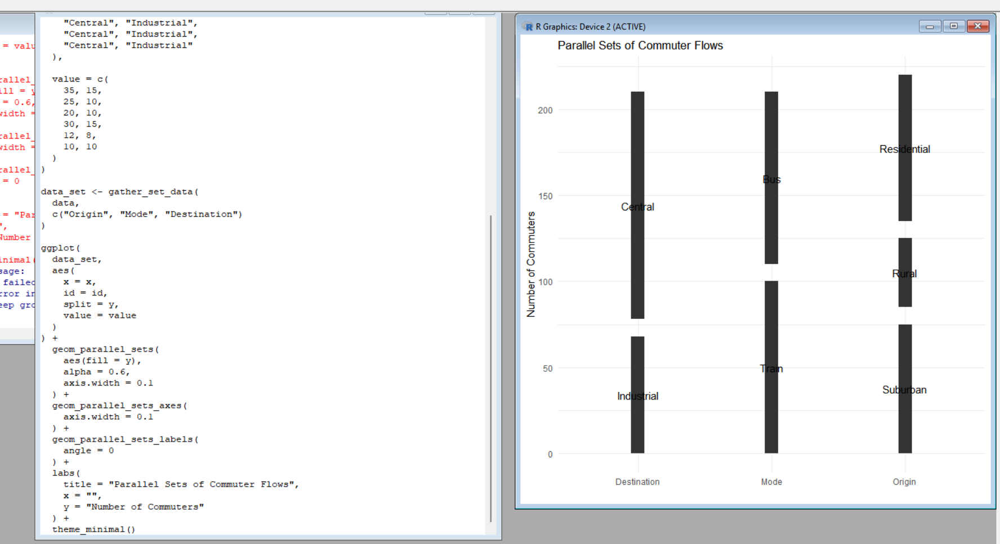 = valu
rallel_
ill = y
= 0.6,
width =
rallel_
width =
rallel_
= 0
= "Par
",
Number
inimal(
sage:
failed
rror in
eep gro
"Central", "Industrial",
"Central", "Industrial",
"Central", "Industrial"
),
value = c(
35, 15,
25, 10,
20, 10,
30, 15,
12, 8,
10, 10
)
)
data_set <- gather_set_data(
data,
c("Origin", "Mode", "Destination")
)
ggplot(
data_set,
aes(
x = x,
id = id,
split = y,
value = value
)
) +
geom_parallel_sets(
aes(fill = y),
alpha = 0.6,
axis.width = 0.1
) +
geom_parallel_sets_axes(
axis.width = 0.1
) +
geom_parallel_sets_labels(
angle = 0
) +
labs(
title = "Parallel Sets of Commuter Flows",
x = "",
y = "Number of Commuters"
) +
theme_minimal()
R Graphics: Device 2 (ACTIVE)
Parallel Sets of Commuter Flows
Number of Commuters
200
150
100
50
0
Central
Industrial
Bus
Train
Residential
Rural
Suburban
Destination
Mode
Origin